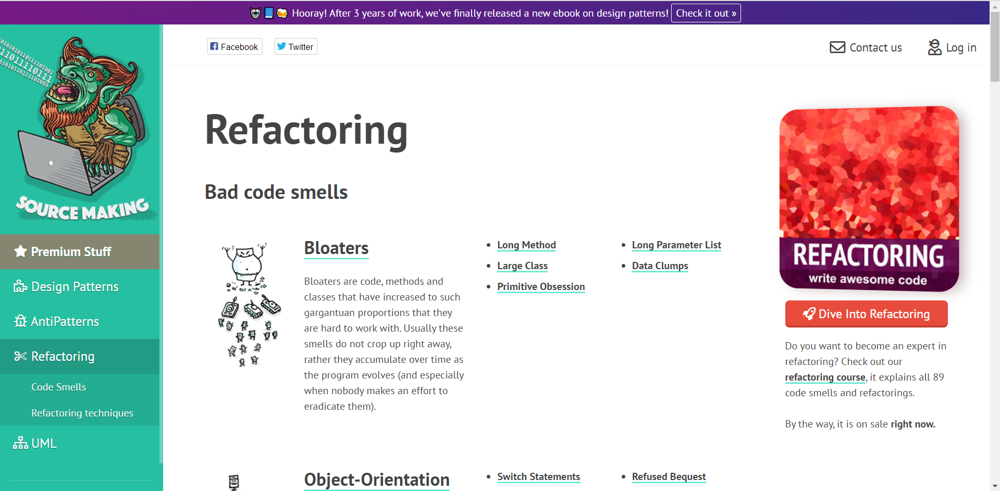 Hooray! After 3 years of work, we've finally released a new ebook on design patterns! Check it out »
Facebook
Twitter
Contact us
Log in
SOURCE MAKING
Premium Stuff
Design Patterns
AntiPatterns
Refactoring
Code Smells
Refactoring techniques
UML
Refactoring
Bad code smells
Bloaters
Bloaters are code, methods and
classes that have increased to such
gargantuan proportions that they
are hard to work with. Usually these
smells do not crop up right away,
rather they accumulate over time as
the program evolves (and especially
when nobody makes an effort to
eradicate them).
Long Method
Large Class
Primitive Obsession
Long Parameter List
Data Clumps
Object-Orientation
Switch Statements
Refused Bequest
REFACTORING
write awesome code
Dive Into Refactoring
Do you want to become an expert in
refactoring? Check out our
refactoring course, it explains all 89
code smells and refactorings.
By the way, it is on sale right now.